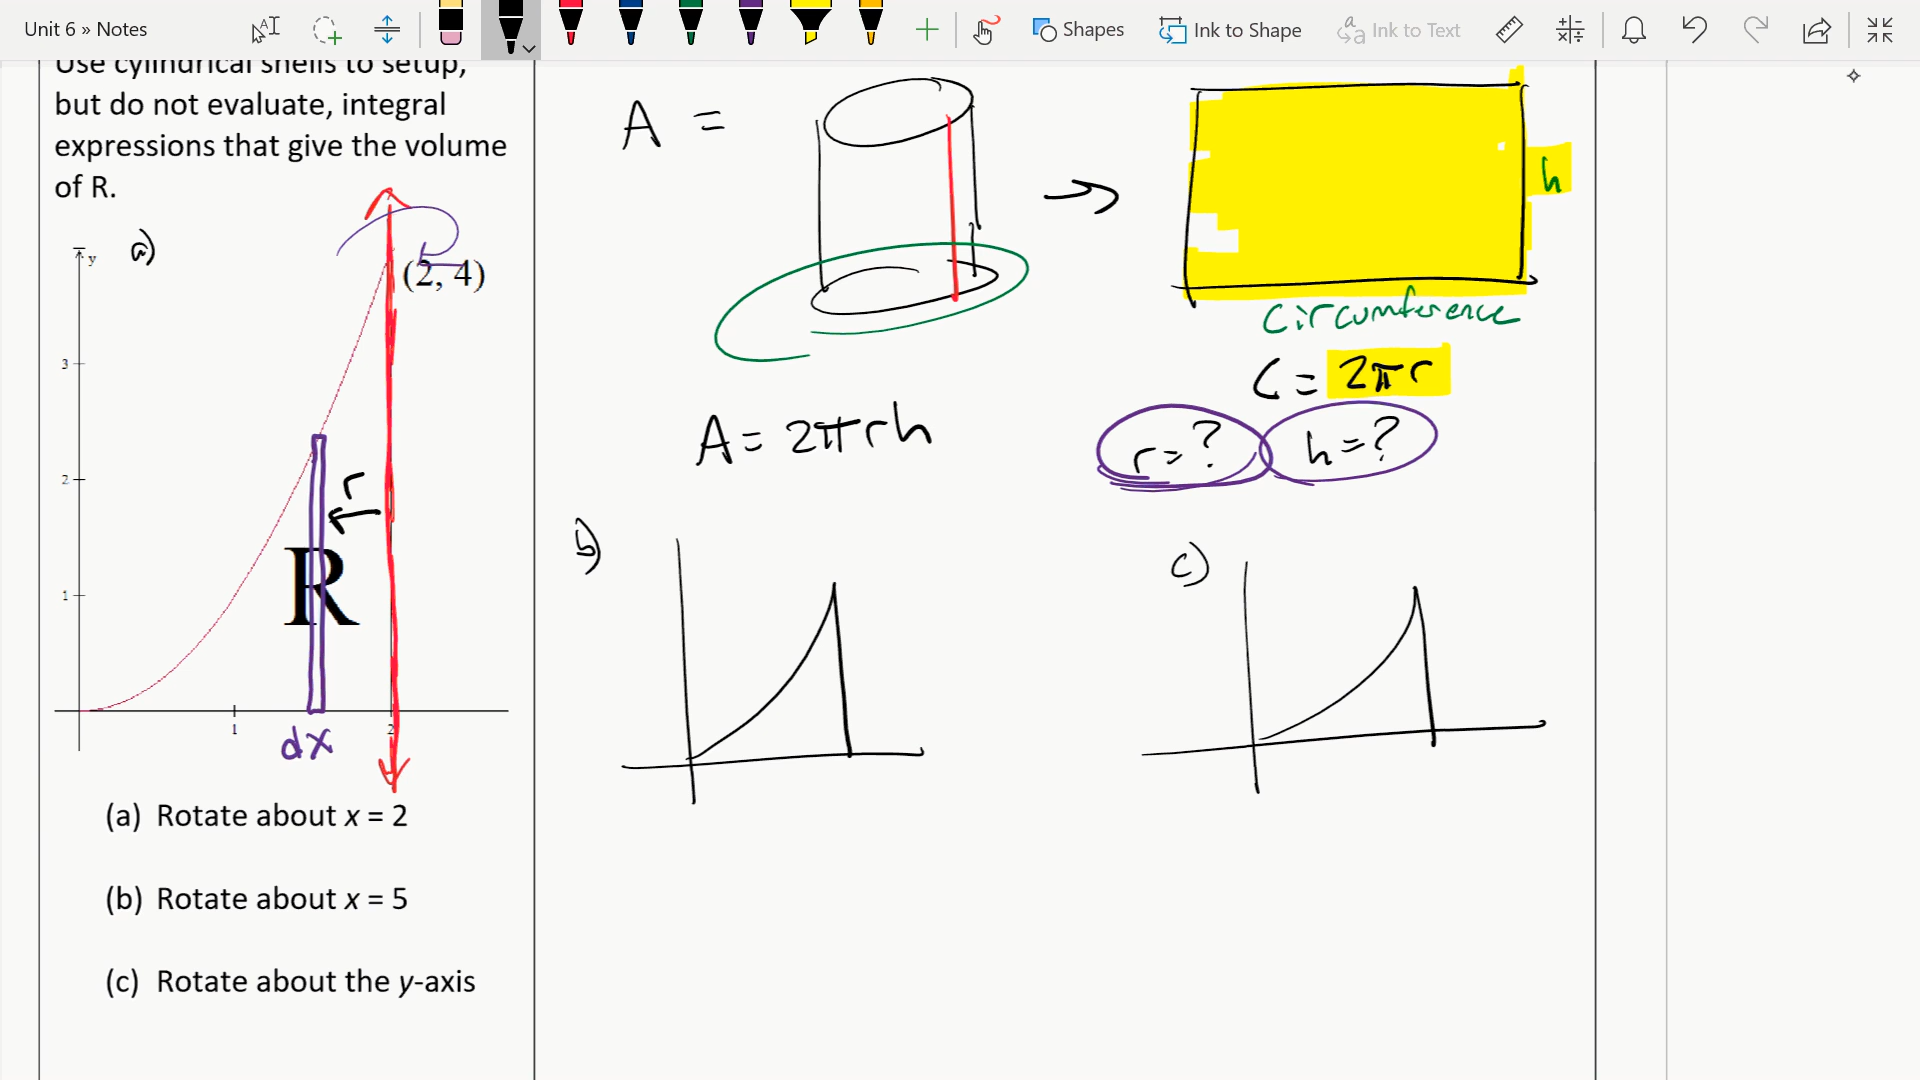 Unit 6 » Notes
Shapes
Ink to Shape
Ink to Text
Use cylindrical shells to setup,
but do not evaluate, integral
expressions that give the volume
of R.
a)
y
(2, 4)
3
2
1
r
R
1
2
dx
(a) Rotate about x = 2
(b) Rotate about x = 5
(c) Rotate about the y-axis
A =
h
circumference
C = 2πr
A = 2πrh
r = ?
h = ?
b)
c)